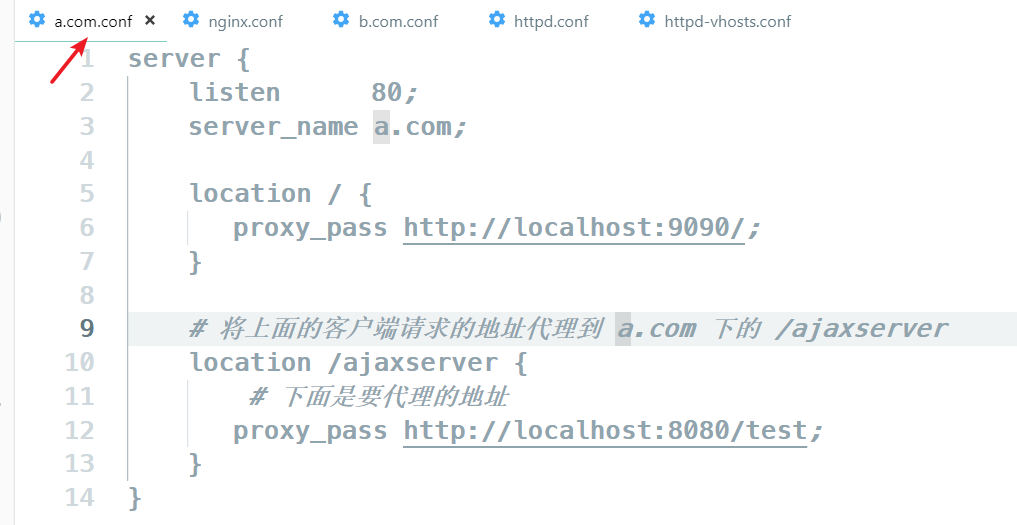 a.com.conf × nginx.conf b.com.conf httpd.conf httpd-vhosts.conf
1 server {
2 listen 80;
3 server_name a.com;
4
5 location / {
6 proxy_pass http://localhost:9090/;
7 }
8
9 # 将上面的客户端请求的地址代理到 a.com 下的 /ajaxserver
10 location /ajaxserver {
11 # 下面是要代理的地址
12 proxy_pass http://localhost:8080/test;
13 }
14 }